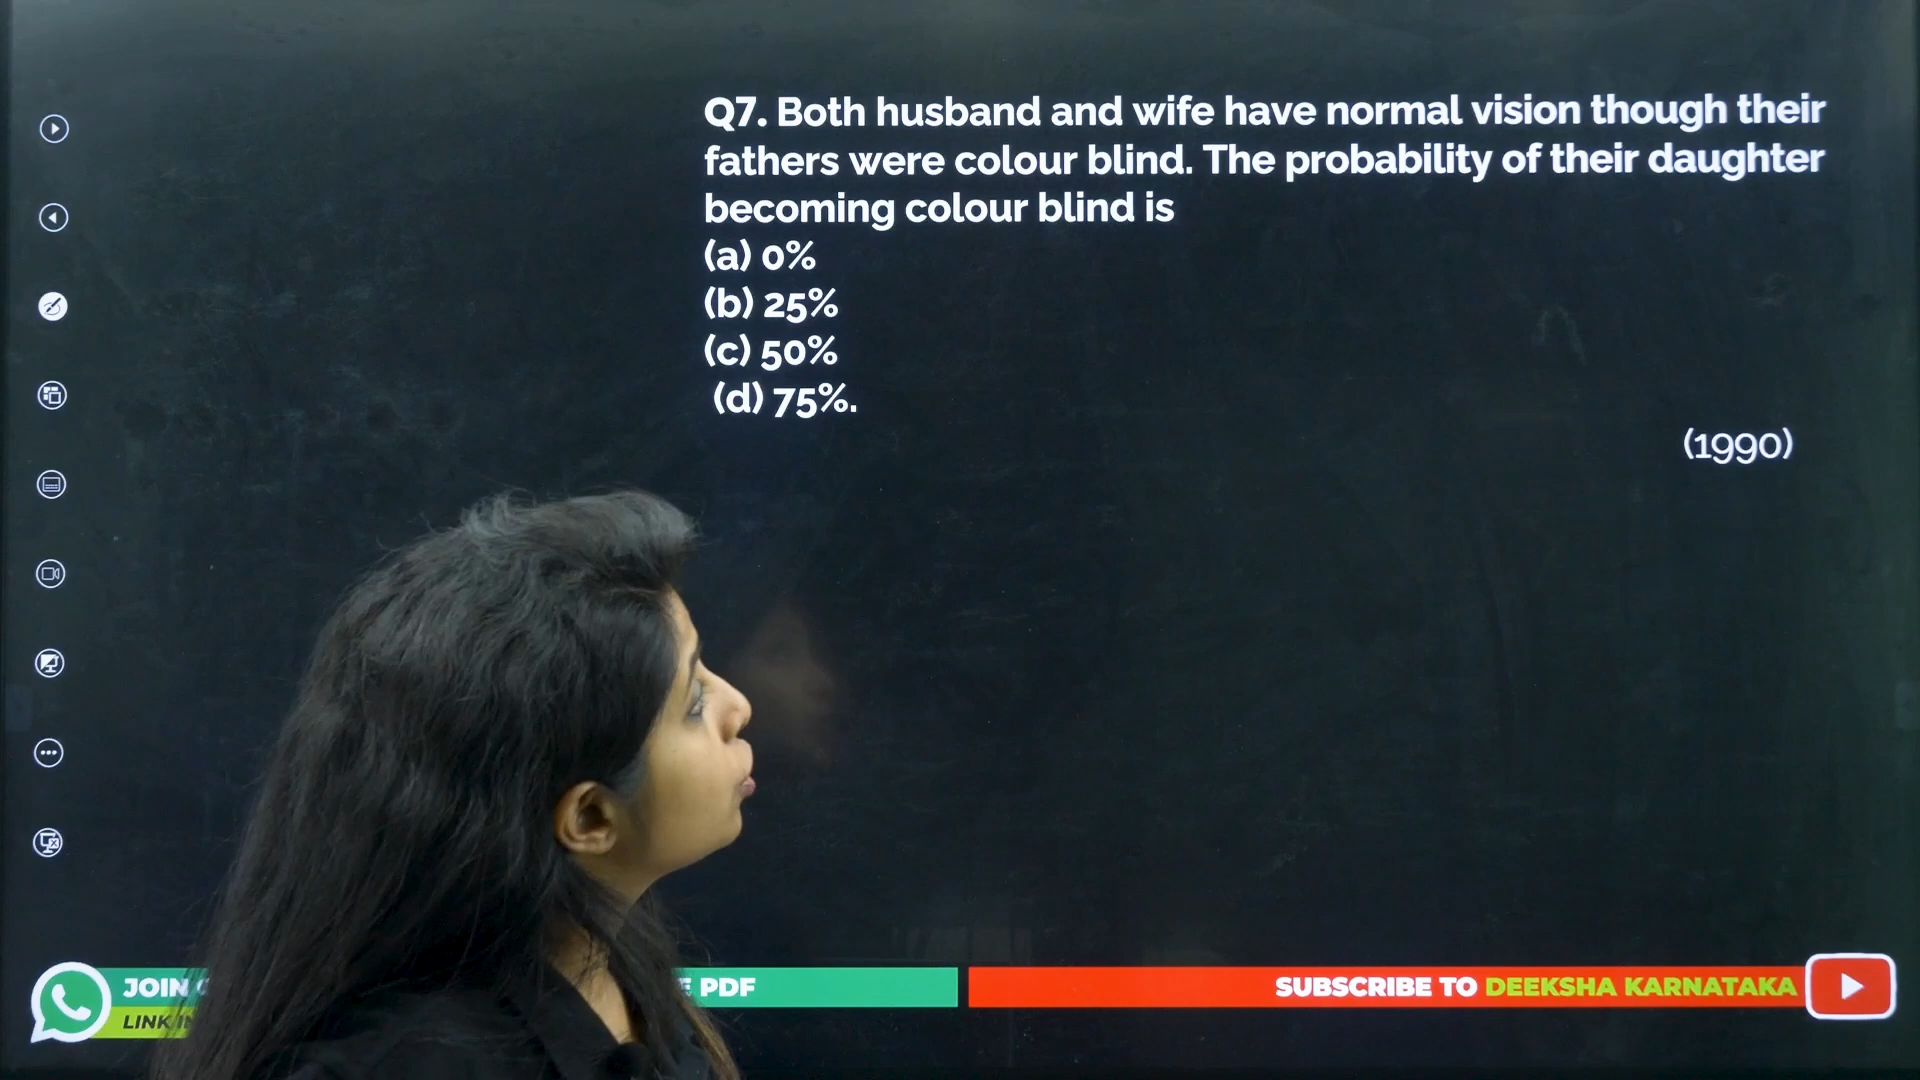 Q7. Both husband and wife have normal vision though their
fathers were colour blind. The probability of their daughter
becoming colour blind is
(a) 0%
(b) 25%
(c) 50%
(d) 75%.
(1990)
JOIN
PDF
LINK
SUBSCRIBE TO DEEKSHA KARNATAKA